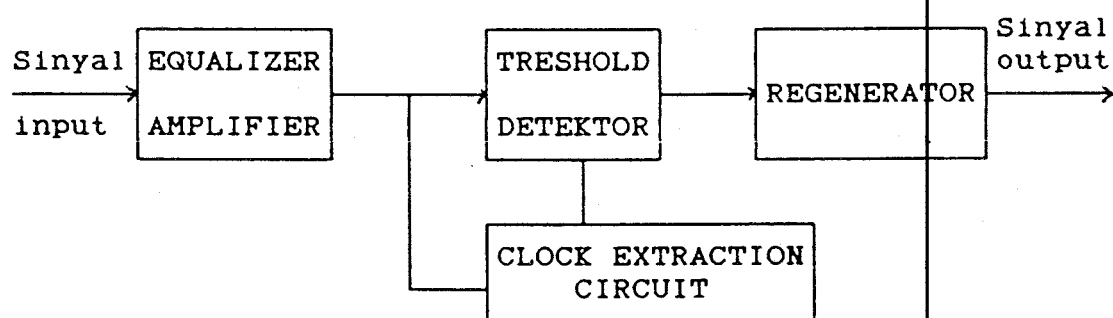 Sinyal
input
EQUALIZER
AMPLIFIER
TRESHOLD
DETEKTOR
REGENERATOR
Sinyal
output
CLOCK EXTRACTION
CIRCUIT